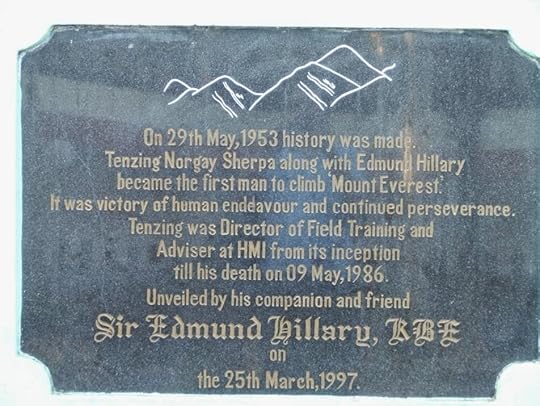 On 29th May,1953 history was made.
Tenzing Norgay Sherpa along with Edmund Hillary
became the first man to climb 'Mount Everest.'
It was victory of human endeavour and continued perseverance.
Tenzing was Director of Field Training and
Adviser at HMI from its inception
till his death on 09 May,1986.
Unveiled by his companion and friend
Sir Edmund Hillary, KBE
on
the 25th March,1997.